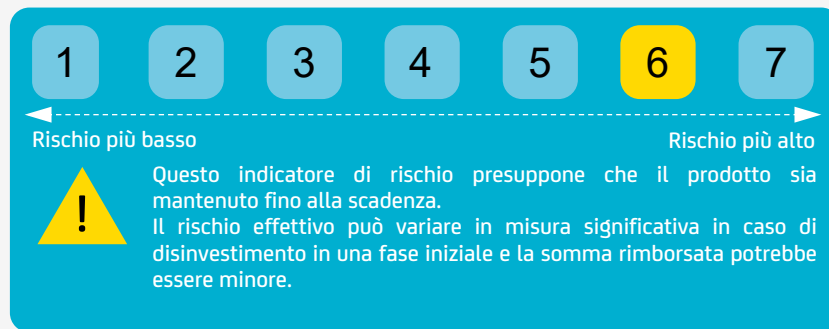 1 2 3 4 5 6 7
Rischio più basso Rischio più alto
!
Questo indicatore di rischio presuppone che il prodotto sia
mantenuto fino alla scadenza.
Il rischio effettivo può variare in misura significativa in caso di
disinvestimento in una fase iniziale e la somma rimborsata potrebbe
essere minore.